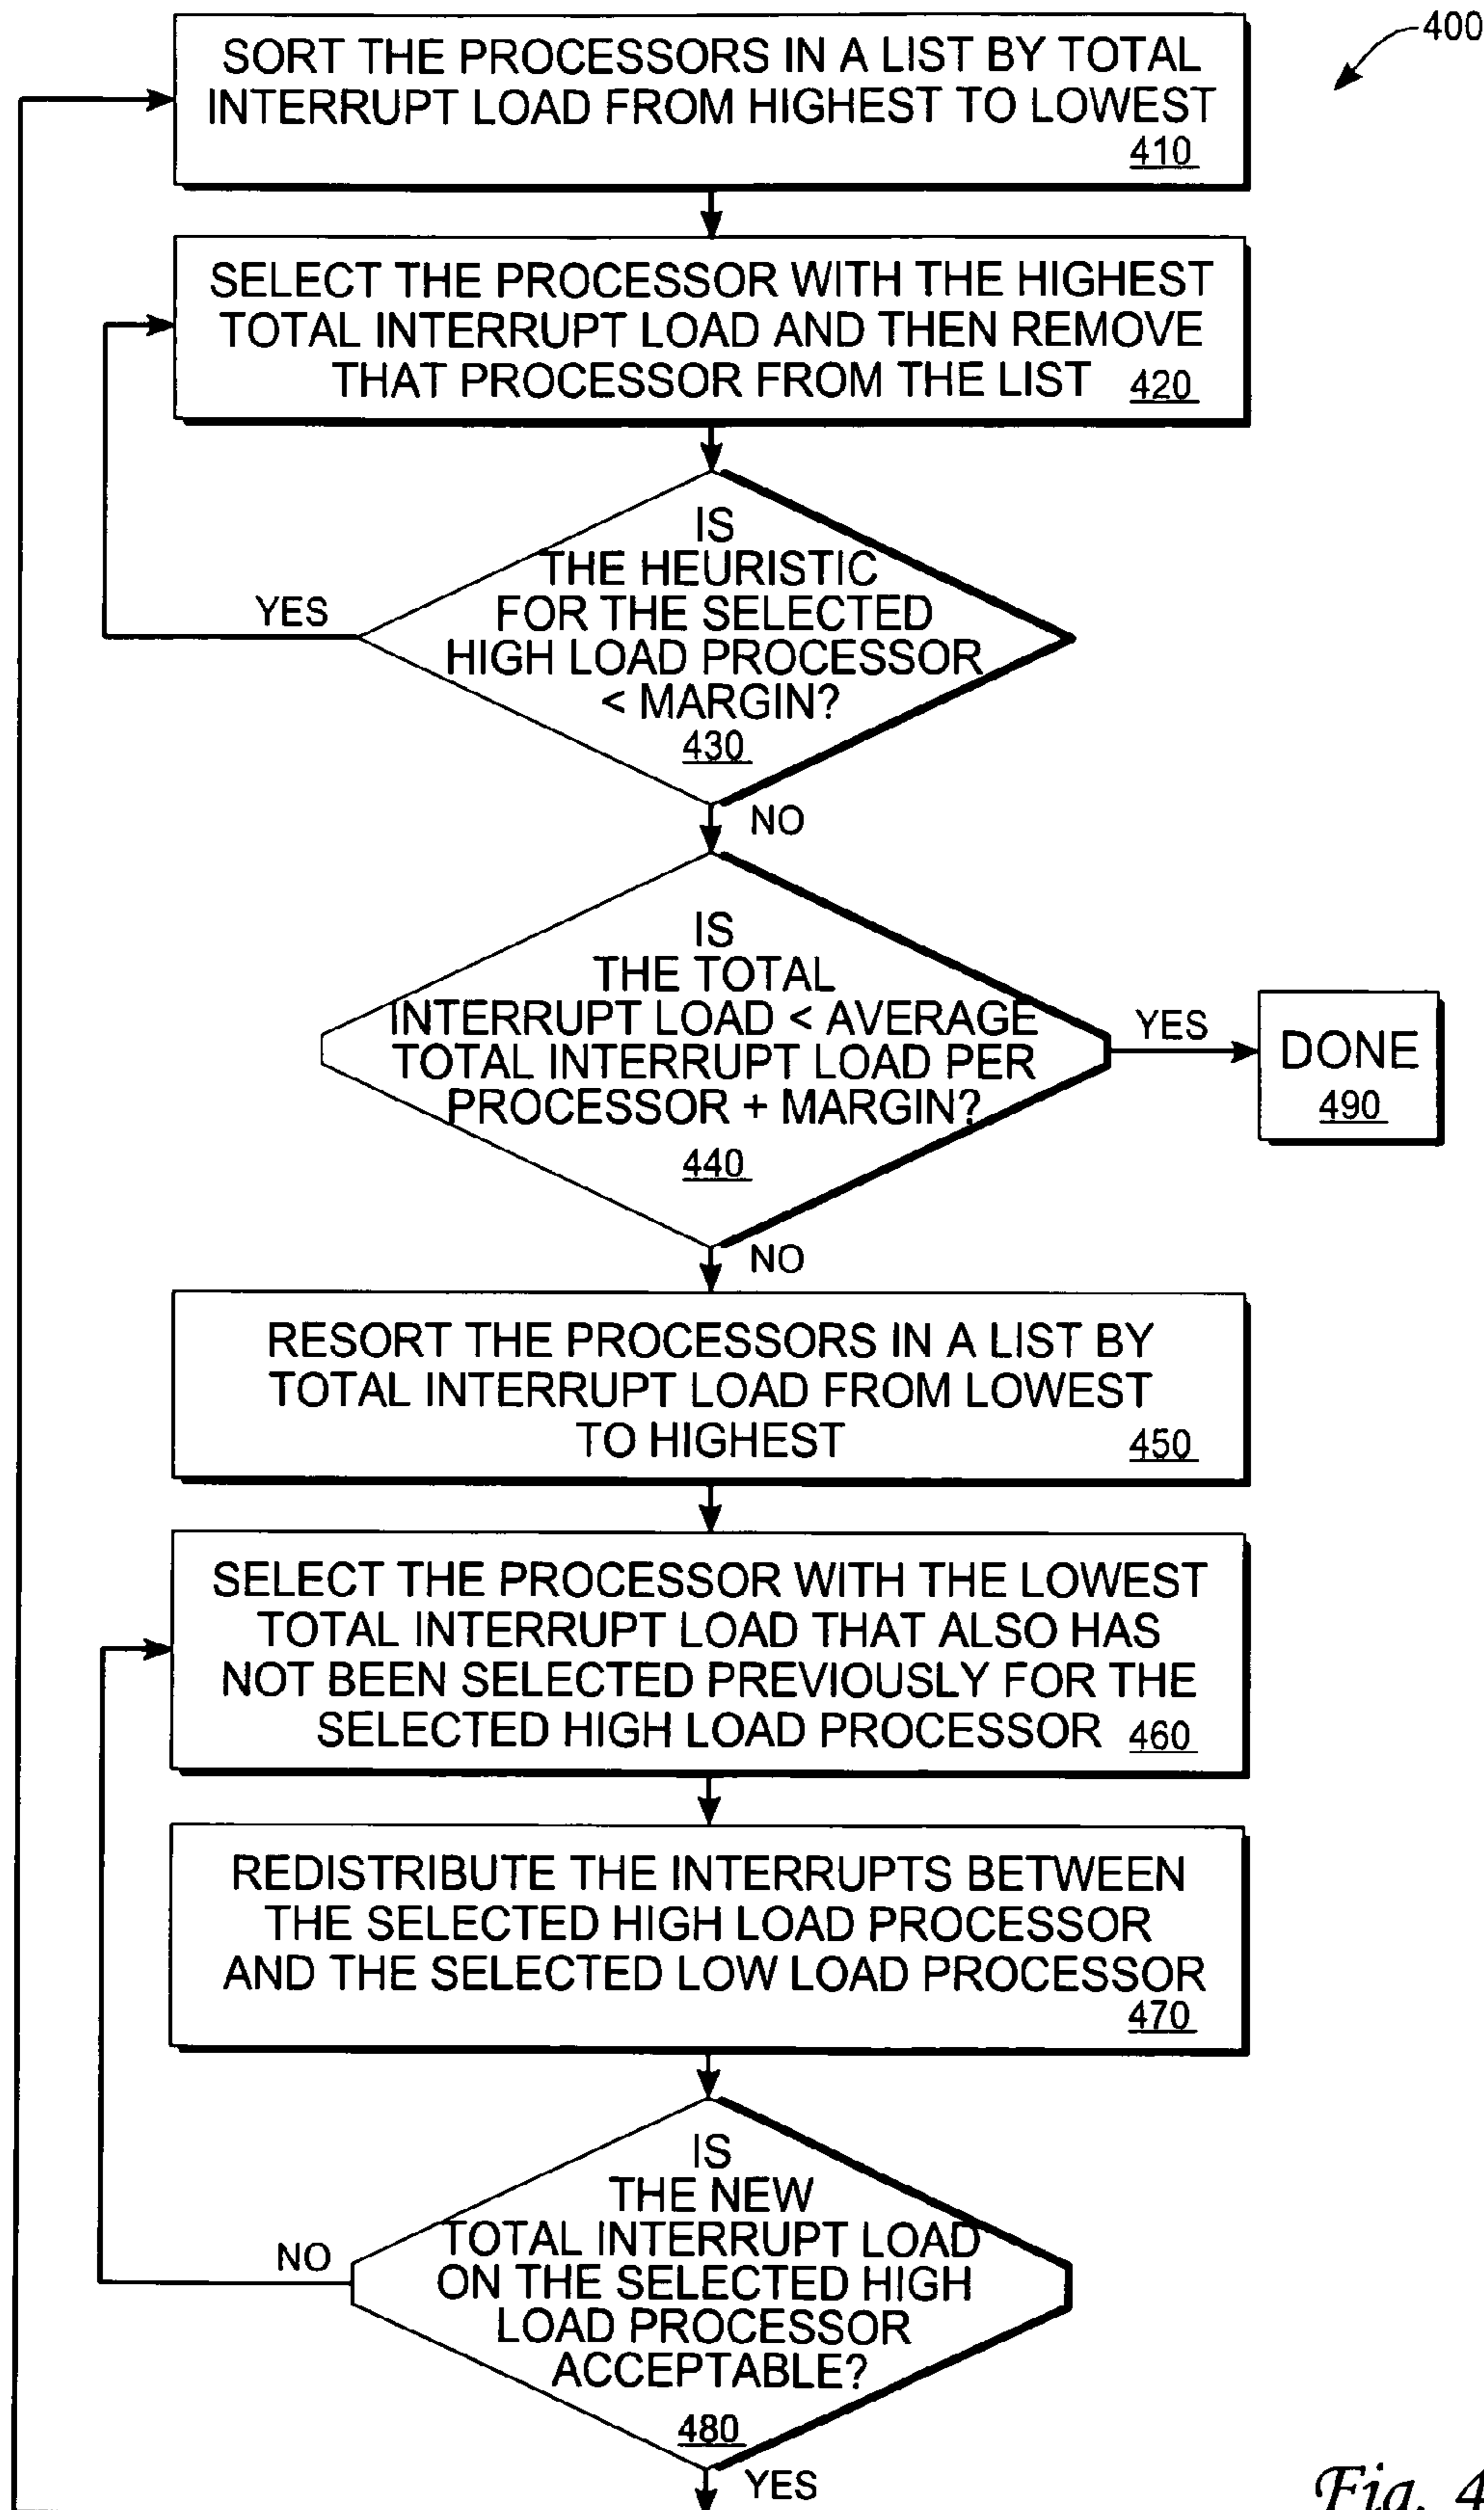 400
SORT THE PROCESSORS IN A LIST BY TOTAL
INTERRUPT LOAD FROM HIGHEST TO LOWEST
410
SELECT THE PROCESSOR WITH THE HIGHEST
TOTAL INTERRUPT LOAD AND THEN REMOVE
THAT PROCESSOR FROM THE LIST 420
IS
THE HEURISTIC
FOR THE SELECTED
HIGH LOAD PROCESSOR
< MARGIN?
430
YES
NO
IS
THE TOTAL
INTERRUPT LOAD < AVERAGE
TOTAL INTERRUPT LOAD PER
PROCESSOR + MARGIN?
440
YES
DONE
490
NO
RESORT THE PROCESSORS IN A LIST BY
TOTAL INTERRUPT LOAD FROM LOWEST
TO HIGHEST 450
SELECT THE PROCESSOR WITH THE LOWEST
TOTAL INTERRUPT LOAD THAT ALSO HAS
NOT BEEN SELECTED PREVIOUSLY FOR THE
SELECTED HIGH LOAD PROCESSOR 460
REDISTRIBUTE THE INTERRUPTS BETWEEN
THE SELECTED HIGH LOAD PROCESSOR
AND THE SELECTED LOW LOAD PROCESSOR
470
IS
THE NEW
TOTAL INTERRUPT LOAD
ON THE SELECTED HIGH
LOAD PROCESSOR
ACCEPTABLE?
480
NO
YES
Fig. 4